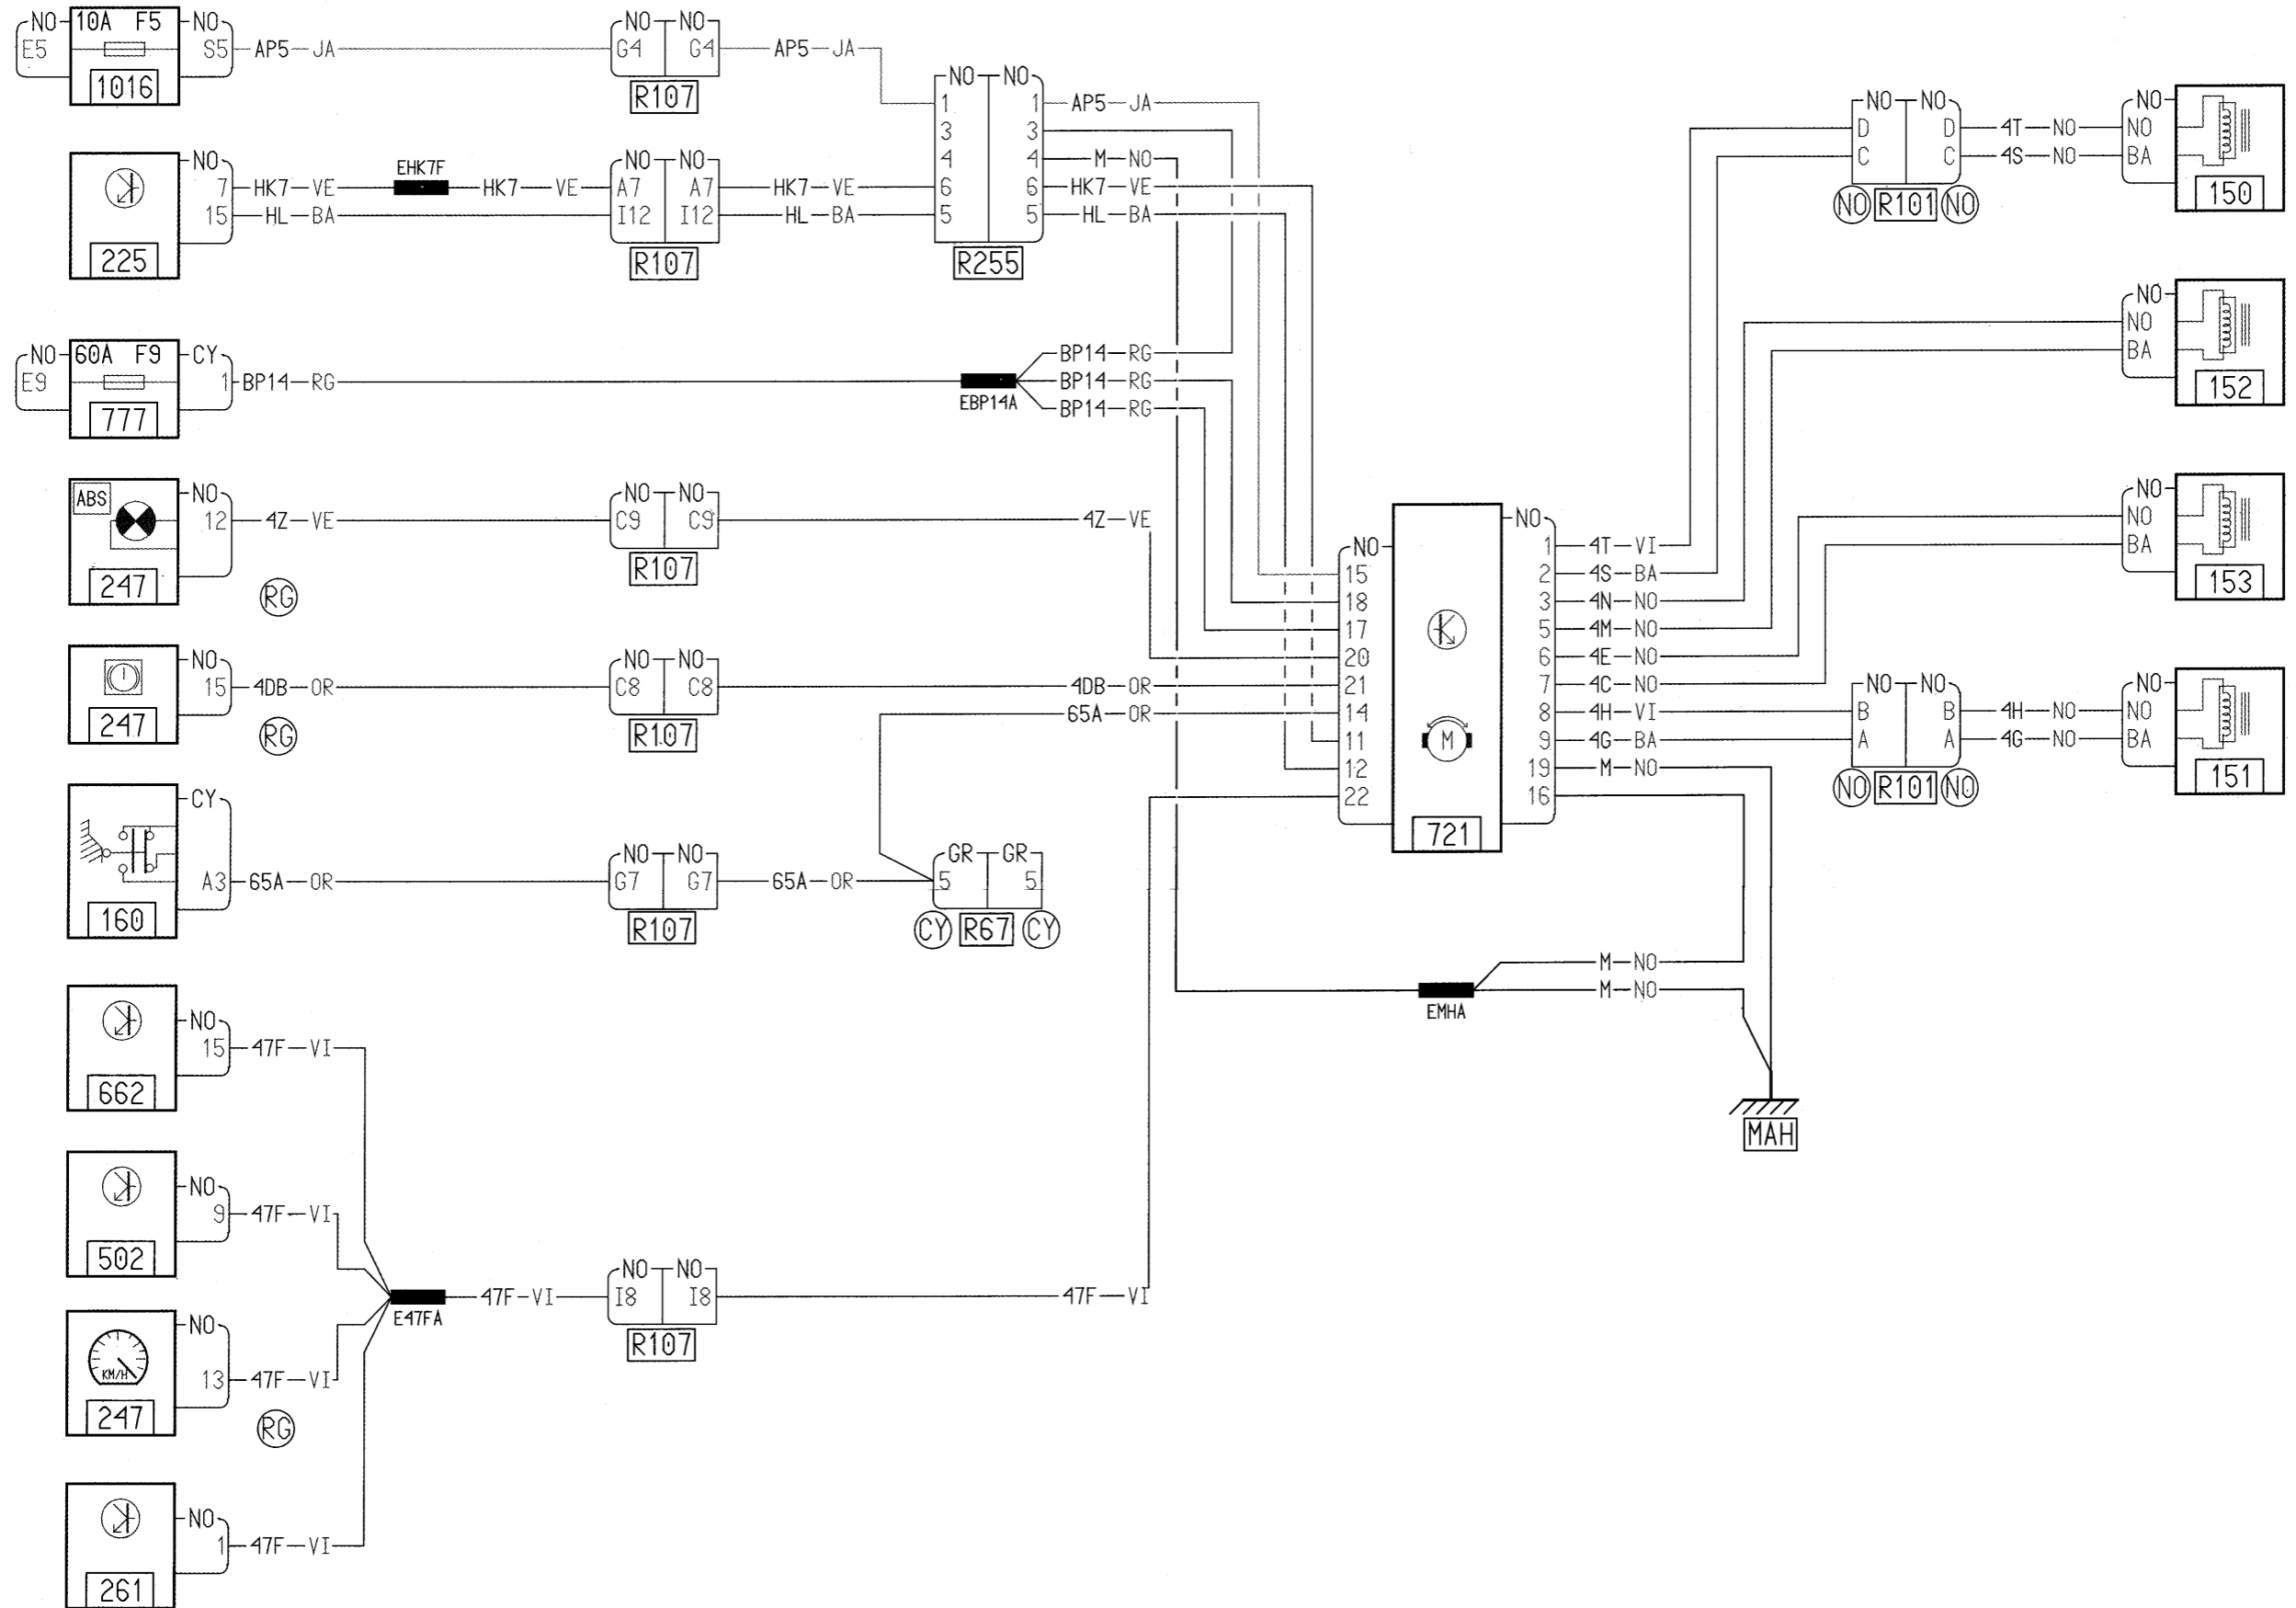 NO 10A F5 NO
E5 S5 AP5 JA
1016
NO NO
G4 G4 AP5 JA
R107
NO
7 HK7 VE EHK7F HK7 VE
15 HL BA
225
NO NO
A7 A7 HK7 VE
I12 I12 HL BA
R107
NO NO
1 1 AP5 JA
3 3
4 4 M NO
6 6 HK7 VE
5 5 HL BA
R255
NO 60A F9 CY
E9 1 BP14 RG
777
EBP14A
BP14 RG
BP14 RG
BP14 RG
ABS NO
12 4Z VE
247 RG
NO NO
C9 C9 4Z VE
R107
NO
15 4DB OR
247 RG
NO NO
C8 C8 4DB OR
R107
65A OR
CY
A3 65A OR
160
NO NO
G7 G7 65A OR
R107
GR GR
5 5
CY R67 CY
NO
15 47F VI
662
NO
9 47F VI
502
NO
KM/H
13 47F VI
247
RG
NO
1 47F VI
261
E47FA
47F VI
NO NO
I8 I8 47F VI
R107
NO
15
18
17
20
21
14
11
12
22
M
721
NO
1 4T VI
2 4S BA
3 4N NO
5 4M NO
6 4E NO
7 4C NO
8 4H VI
9 4G BA
19 M NO
16
EMHA
M NO
M NO
MAH
NO NO
D D 4T NO
C C 4S NO
NO R101 NO
NO
NO
BA
150
NO
NO
BA
152
NO
NO
BA
153
NO NO
B B 4H NO
A A 4G NO
NO R101 NO
NO
NO
BA
151